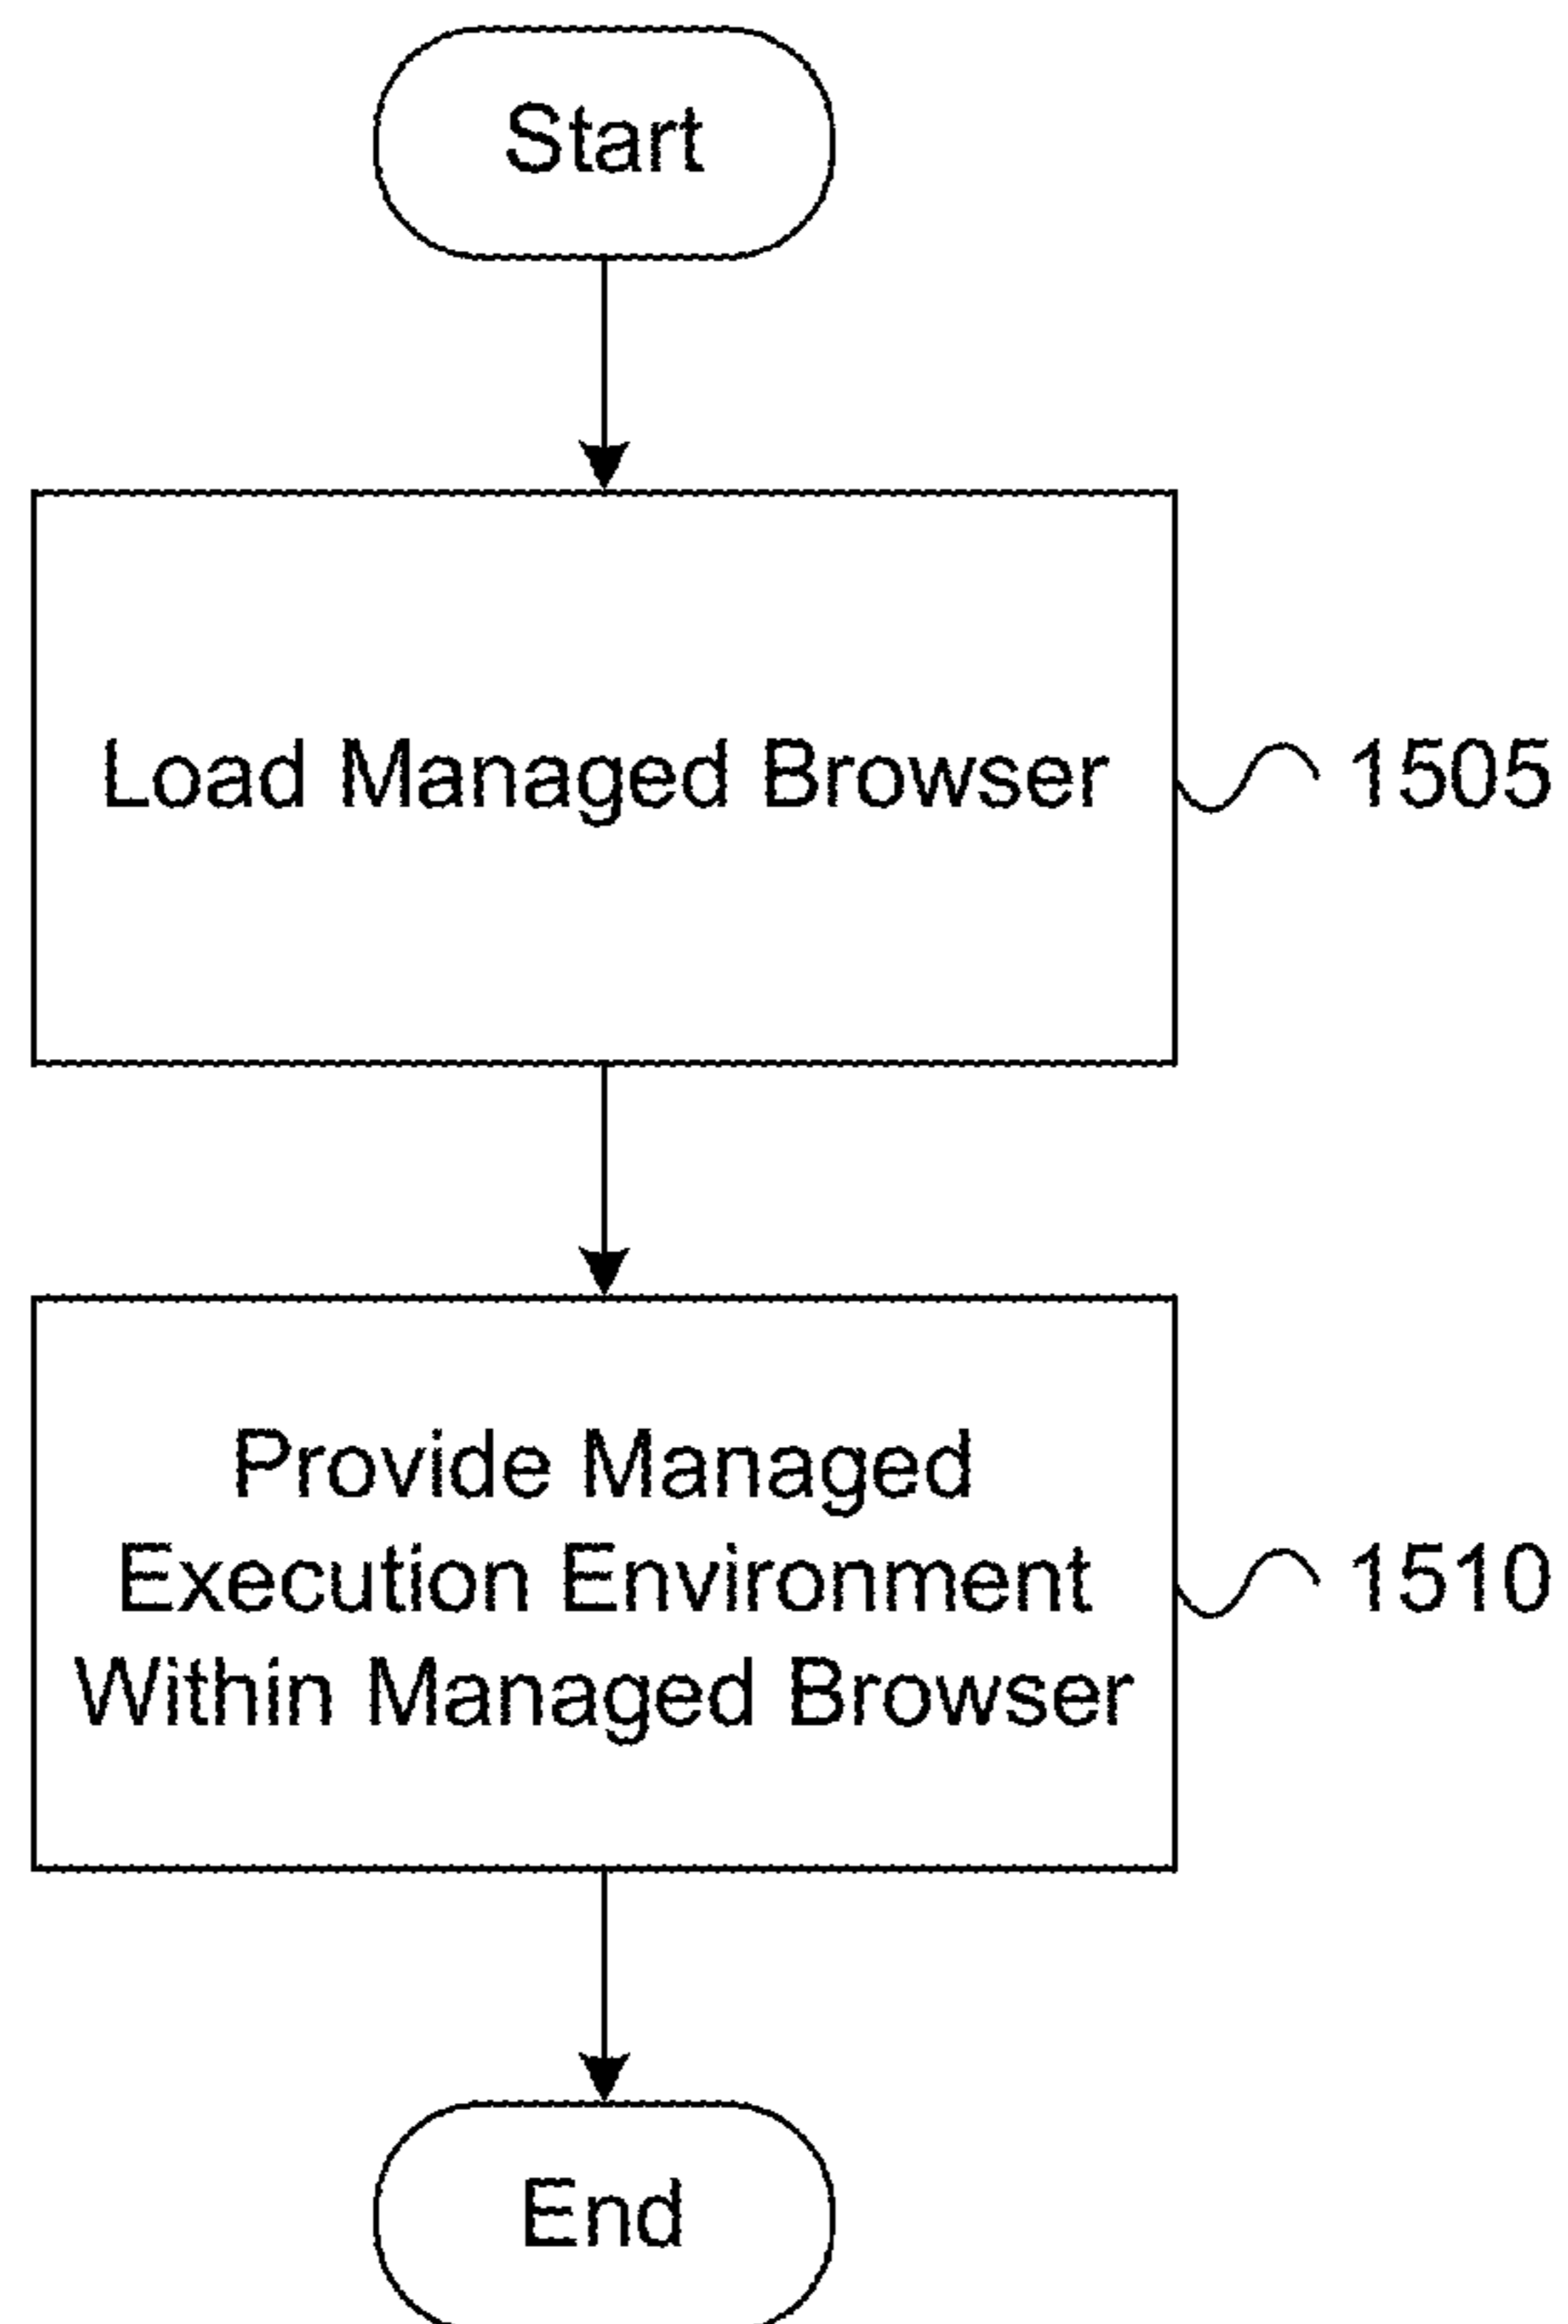 Start
Load Managed Browser
1505
Provide Managed
Execution Environment
Within Managed Browser
1510
End